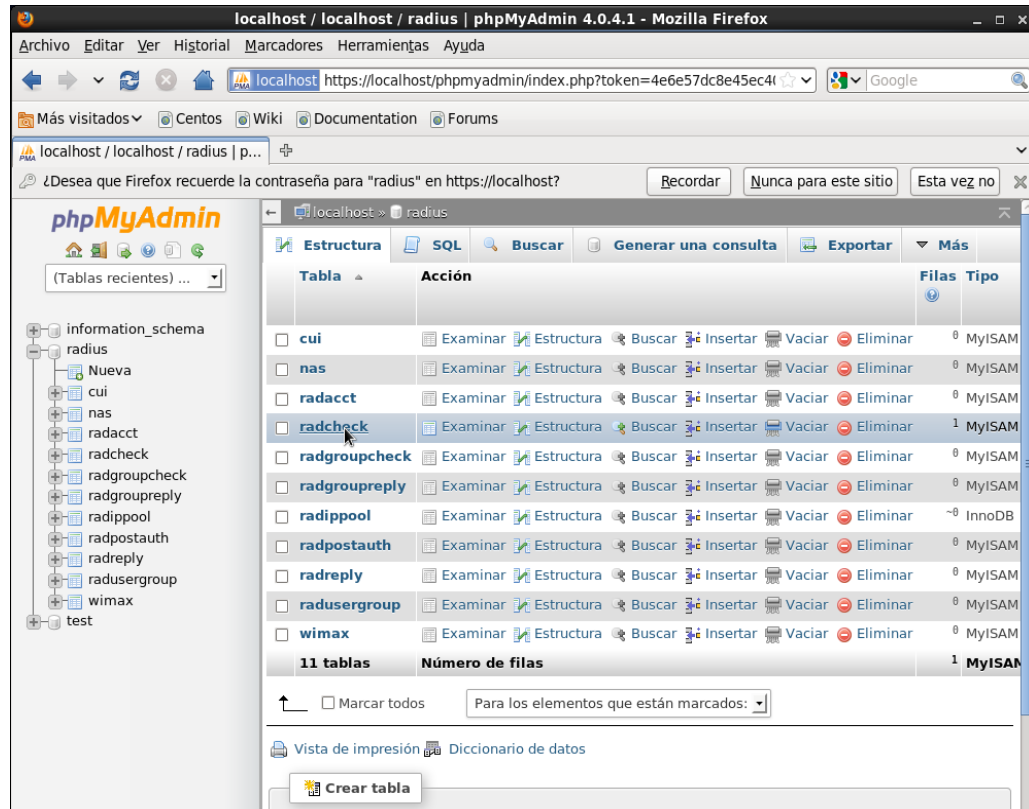 localhost / localhost / radius | phpMyAdmin 4.0.4.1 - Mozilla Firefox
Archivo Editar Ver Historial Marcadores Herramientas Ayuda
localhost https://localhost/phpmyadmin/index.php?token=4e6e57dc8e45ec4( Google
Más visitados Centos Wiki Documentation Forums
localhost / localhost / radius | p...
¿Desea que Firefox recuerde la contraseña para "radius" en https://localhost? Recordar Nunca para este sitio Esta vez no
phpMyAdmin
(Tablas recientes) ...
information_schema
radius
Nueva
cui
nas
radacct
radcheck
radgroupcheck
radgroupreply
radippool
radpostauth
radreply
radusergroup
wimax
test
localhost » radius
Estructura SQL Buscar Generar una consulta Exportar Más
Tabla Acción Filas Tipo
cui Examinar Estructura Buscar Insertar Vaciar Eliminar 0 MyISAM
nas Examinar Estructura Buscar Insertar Vaciar Eliminar 0 MyISAM
radacct Examinar Estructura Buscar Insertar Vaciar Eliminar 0 MyISAM
radcheck Examinar Estructura Buscar Insertar Vaciar Eliminar 1 MyISAM
radgroupcheck Examinar Estructura Buscar Insertar Vaciar Eliminar 0 MyISAM
radgroupreply Examinar Estructura Buscar Insertar Vaciar Eliminar 0 MyISAM
radippool Examinar Estructura Buscar Insertar Vaciar Eliminar ~0 InnoDB
radpostauth Examinar Estructura Buscar Insertar Vaciar Eliminar 0 MyISAM
radreply Examinar Estructura Buscar Insertar Vaciar Eliminar 0 MyISAM
radusergroup Examinar Estructura Buscar Insertar Vaciar Eliminar 0 MyISAM
wimax Examinar Estructura Buscar Insertar Vaciar Eliminar 0 MyISAM
11 tablas Número de filas 1 MyISAM
Marcar todos Para los elementos que están marcados:
Vista de impresión Diccionario de datos
Crear tabla